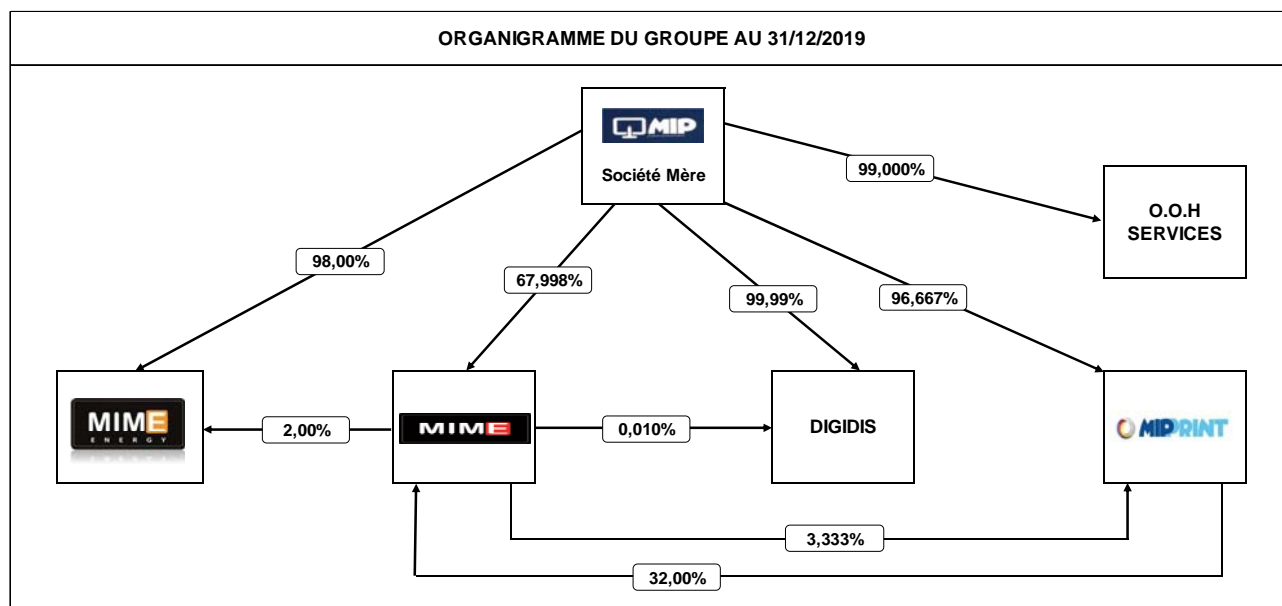 ORGANIGRAMME DU GROUPE AU 31/12/2019
MIP
Société Mère
99,000%
O.O.H
SERVICES
98,00%
67,998%
99,99%
96,667%
MIME
ENERGY
2,00%
MIME
0,010%
DIGIDIS
MIPRINT
3,333%
32,00%